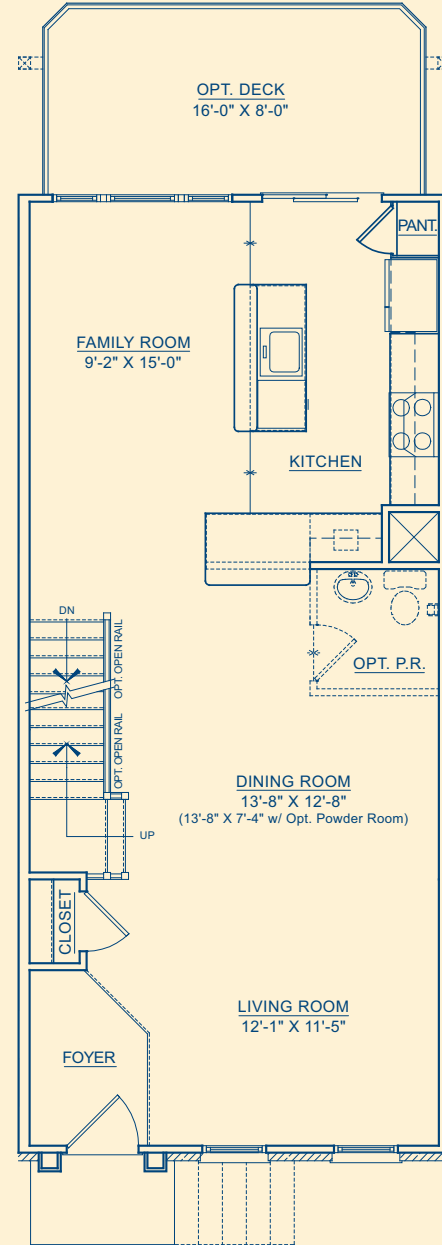 OPT. DECK
16'-0" X 8'-0"
PANT.
FAMILY ROOM
9'-2" X 15'-0"
KITCHEN
DN
OPT. OPEN RAIL
OPT. P.R.
OPT. OPEN RAIL
DINING ROOM
13'-8" X 12'-8"
(13'-8" X 7'-4" w/ Opt. Powder Room)
UP
CLOSET
LIVING ROOM
12'-1" X 11'-5"
FOYER